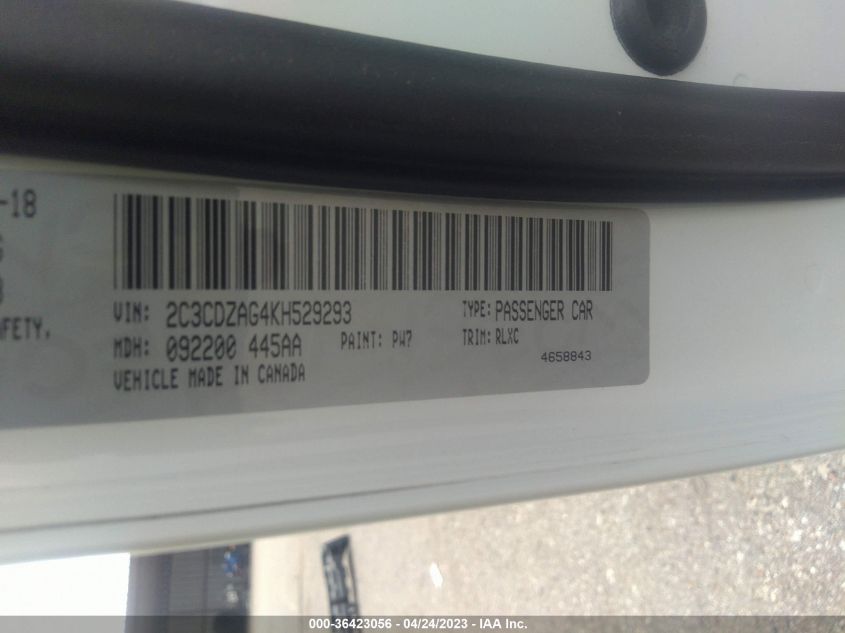 -18
VIN: 2C3CDZAG4KH529293
TYPE: PASSENGER CAR
MDH: 092200 445AA
PAINT: PW7
TRIM: RLXC
VEHICLE MADE IN CANADA
4658843
000-36423056 - 04/24/2023 - IAA Inc.